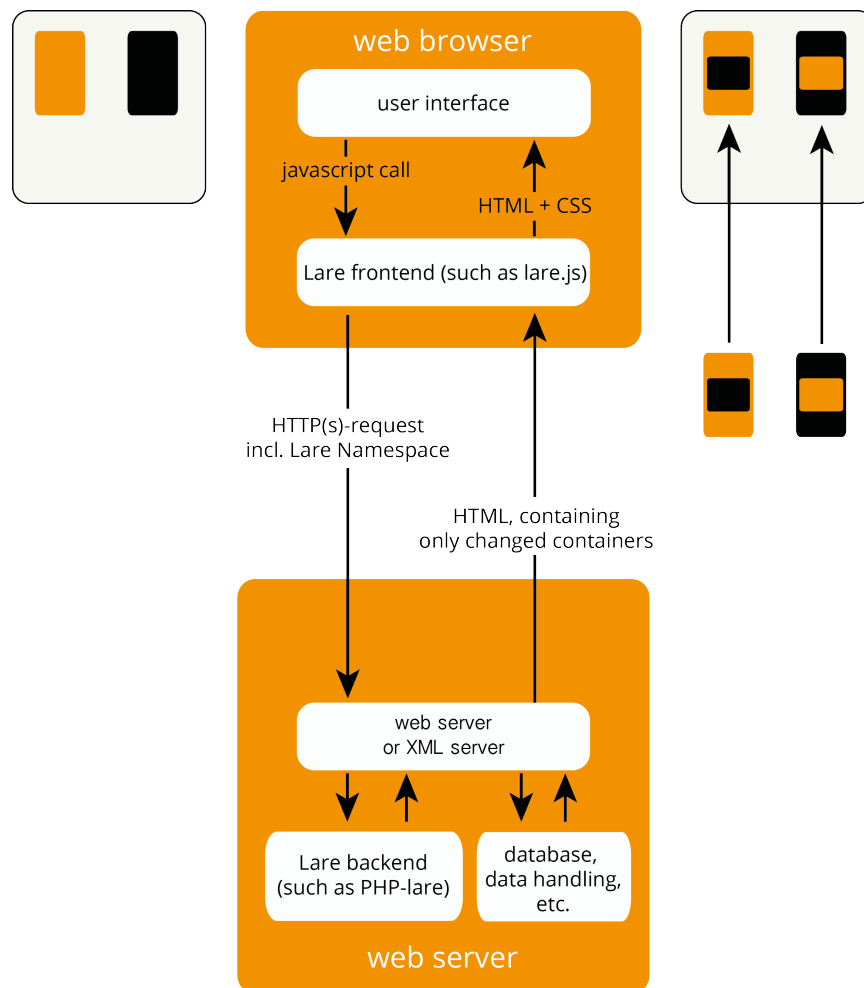 web browser
user interface
javascript call
HTML + CSS
Lare frontend (such as lare.js)
HTTP(s)-request
incl. Lare Namespace
HTML, containing
only changed containers
web server
or XML server
Lare backend
(such as PHP-lare)
database,
data handling,
etc.
web server